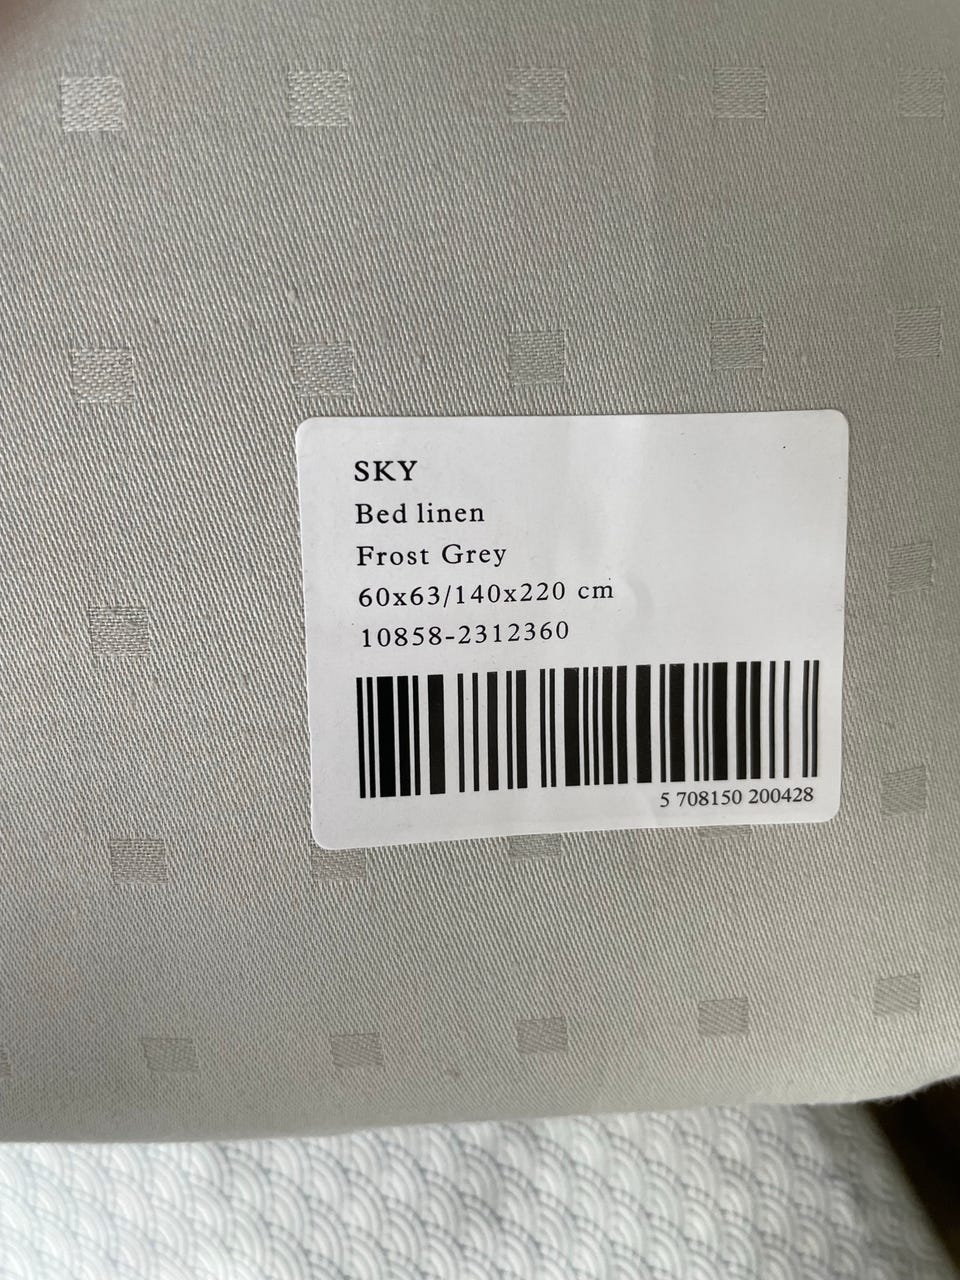 SKY
Bed linen
Frost Grey
60x63/140x220 cm
10858-2312360
5 708150 200428